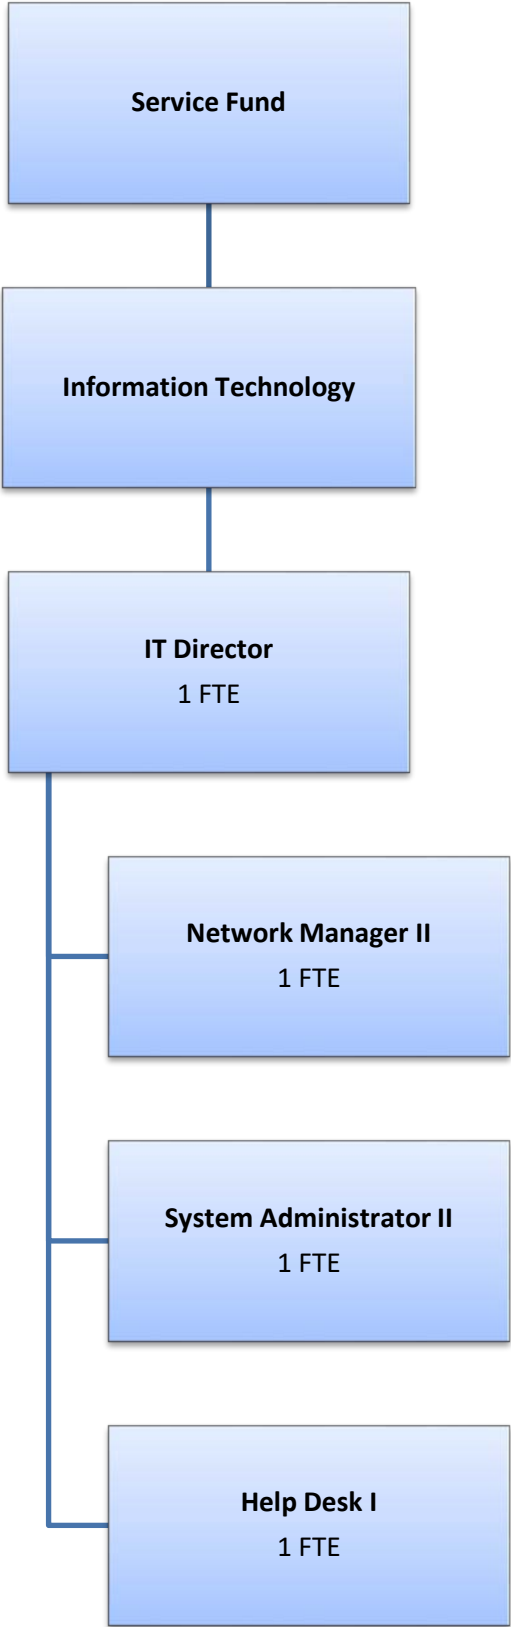 Service Fund
Information Technology
IT Director
1 FTE
Network Manager II
1 FTE
System Administrator II
1 FTE
Help Desk I
1 FTE